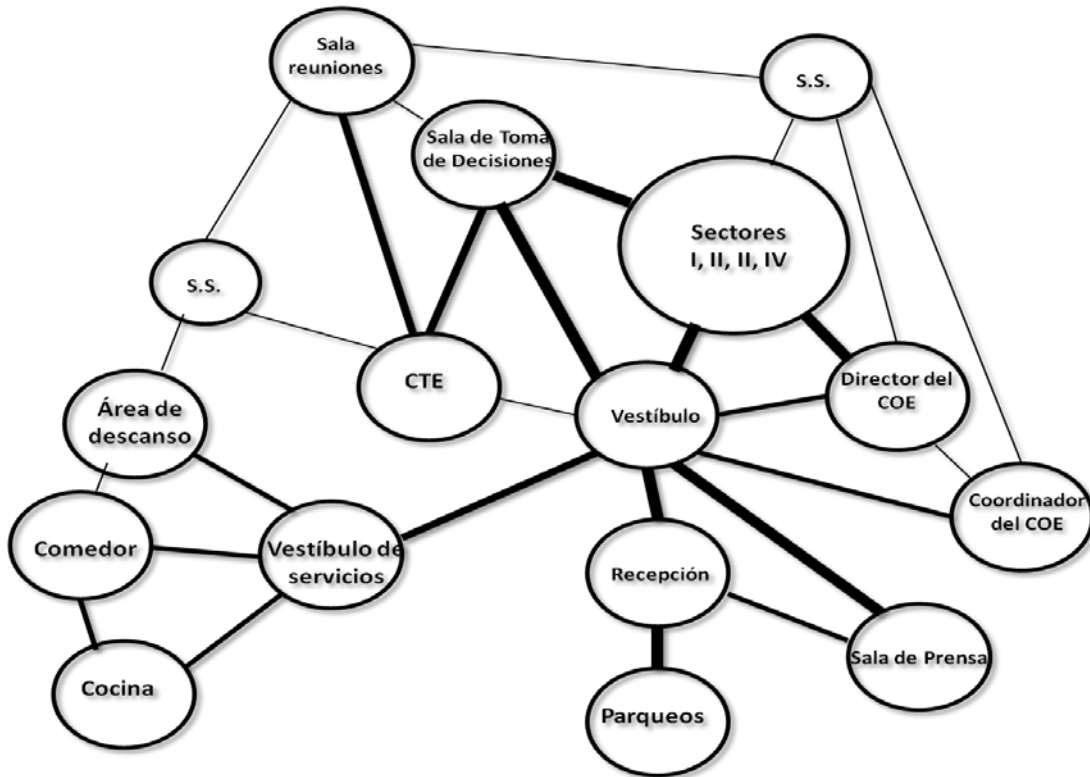 Sala
reuniones
S.S.
Sala de Toma
de Decisiones
Sectores
I, II, II, IV
S.S.
CTE
Director del
COE
Vestíbulo
Área de
descanso
Coordinador
del COE
Comedor
Vestíbulo de
servicios
Recepción
Sala de Prensa
Cocina
Parqueos